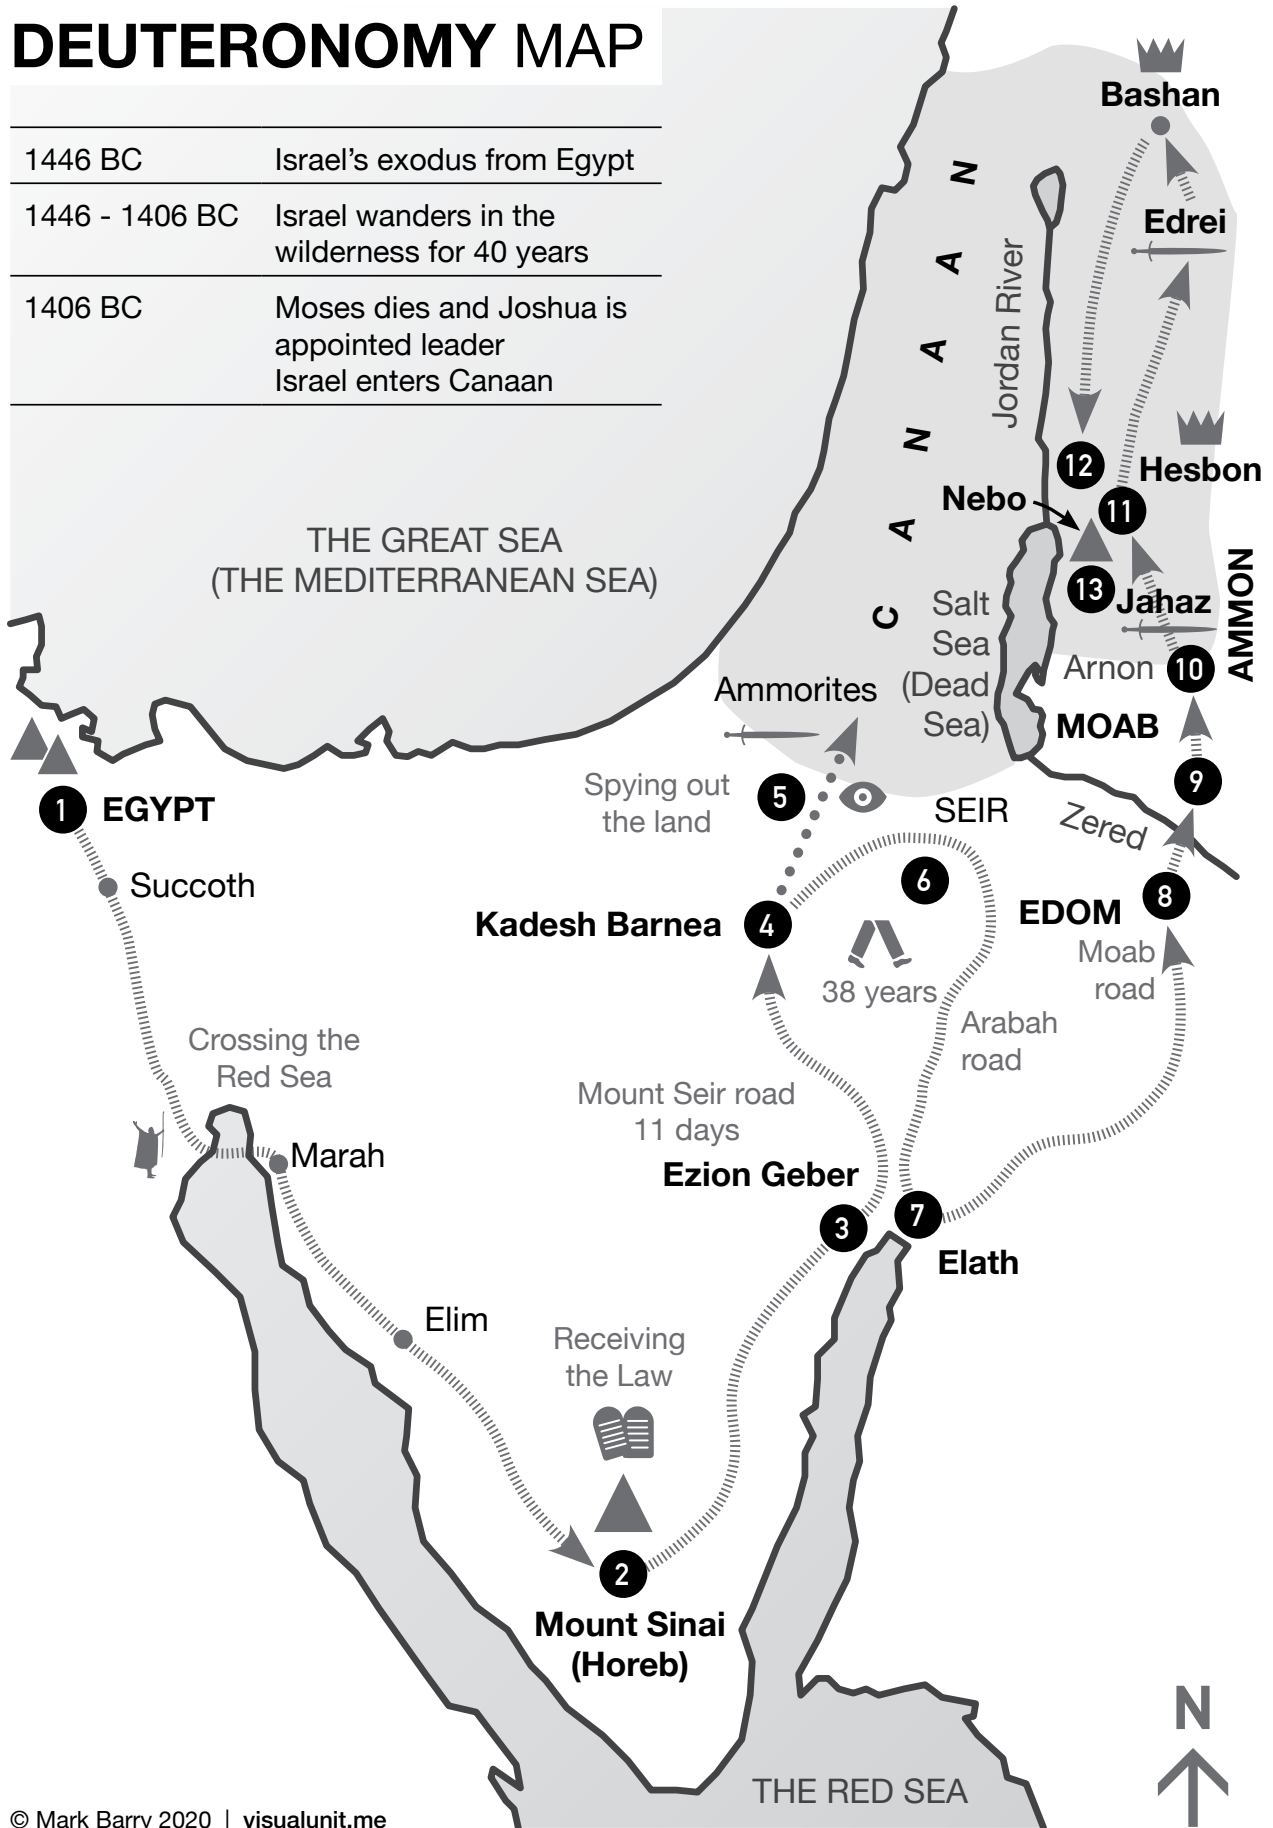 DEUTERONOMY MAP
1446 BC Israel's exodus from Egypt
1446 - 1406 BC Israel wanders in the
wilderness for 40 years
1406 BC Moses dies and Joshua is
appointed leader
Israel enters Canaan
THE GREAT SEA
(THE MEDITERRANEAN SEA)
CANAAN
Jordan River
Bashan
Edrei
12
Hesbon
Nebo
11
13
Jahaz
AMMON
Salt
Sea
(Dead
Sea)
Arnon
10
MOAB
9
Ammorites
Spying out
the land
5
SEIR
Zered
6
8
EDOM
Moab
road
Kadesh Barnea
4
38 years
Arabah
road
1
EGYPT
Succoth
Crossing the
Red Sea
Marah
Mount Seir road
11 days
Ezion Geber
3
7
Elath
Elim
Receiving
the Law
2
Mount Sinai
(Horeb)
THE RED SEA
N
© Mark Barry 2020 | visualunit.me